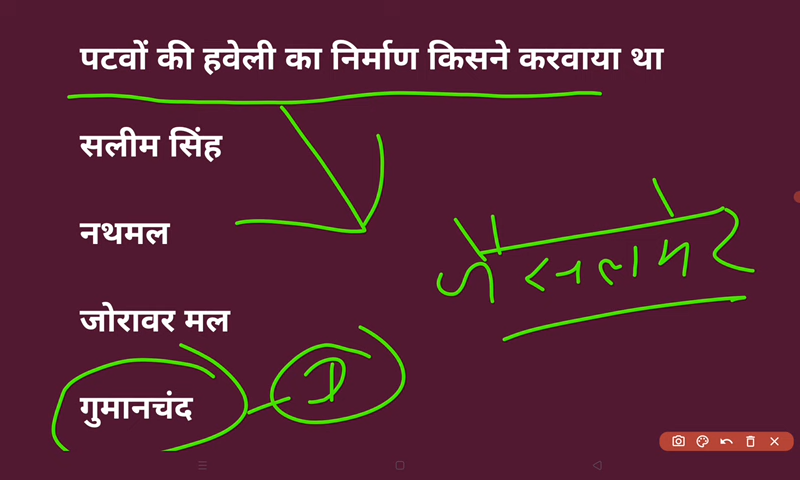 पटवों की हवेली का निर्माण किसने करवाया था
सलीम सिंह
नथमल
जैसलमेर
जोरावर मल
गुमानचंद